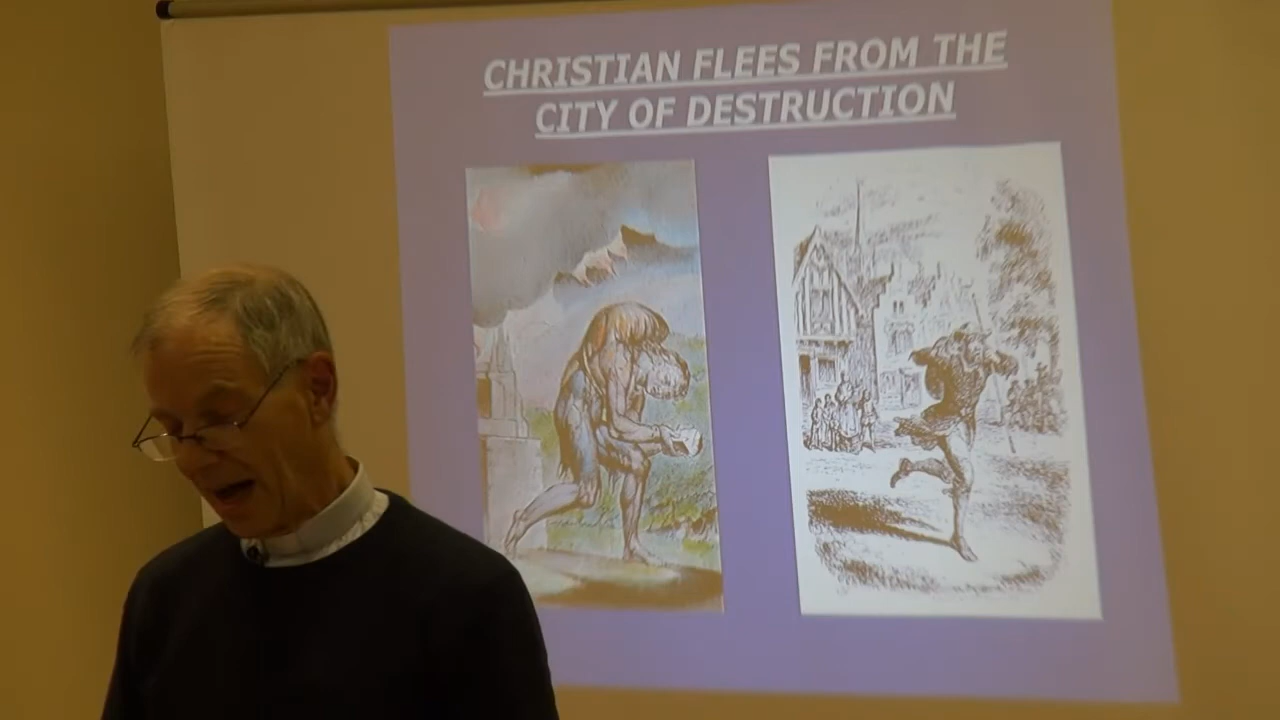 CHRISTIAN FLEES FROM THE
CITY OF DESTRUCTION